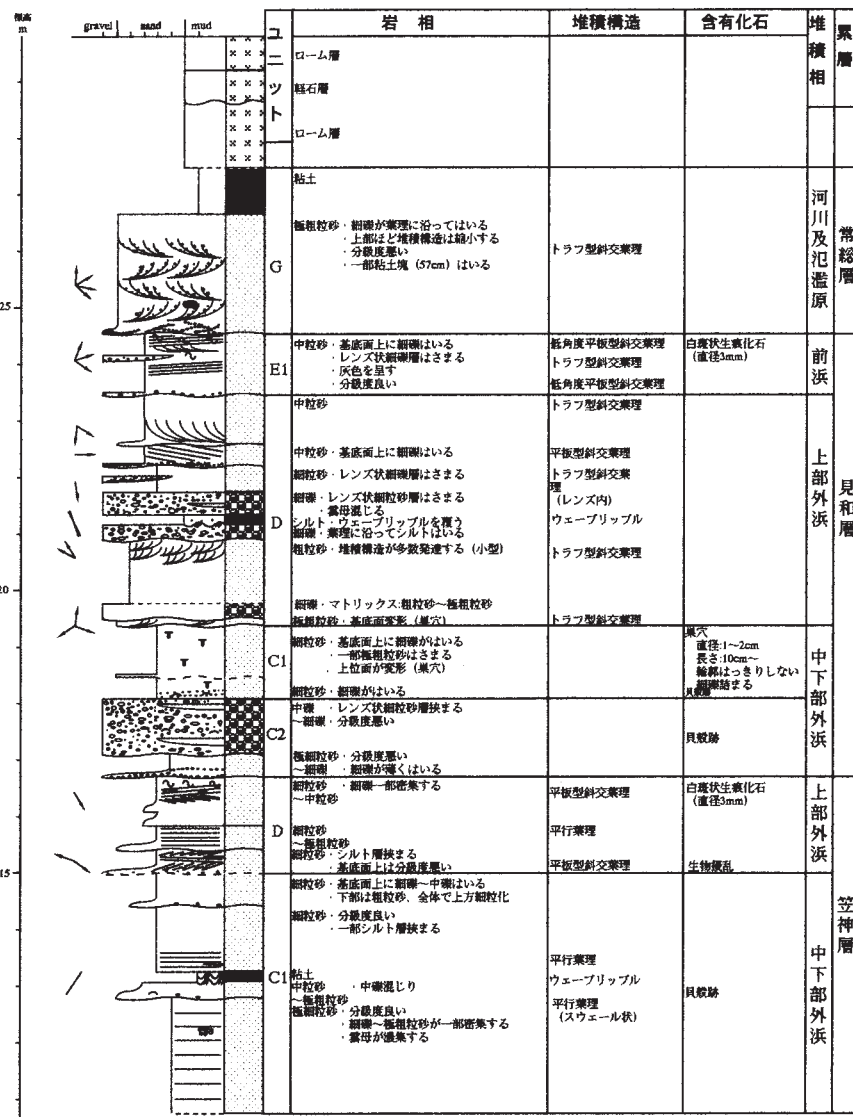 標高
m
gravel sand mud
ユニット
岩相
堆積構造
含有化石
堆積相
累層
ローム層
軽石層
ローム層
粘土
極粗粒砂・細礫が葉理に沿ってはいる
・上部ほど堆積構造は縮小する
・分級度悪い
・一部粘土塊(57cm)はいる
トラフ型斜交葉理
G
河川及氾濫原
常総層
25
中粒砂・基底面上に細礫はいる
・レンズ状細礫層はさまる
・灰色を呈す
・分級度良い
低角度平板型斜交葉理
トラフ型斜交葉理
低角度平板型斜交葉理
白斑状生痕化石
(直径3mm)
E1
前浜
中粒砂
トラフ型斜交葉理
中粒砂・基底面上に細礫はいる
平板型斜交葉理
細粒砂・レンズ状細礫層はさまる
トラフ型斜交葉
理
(レンズ内)
細礫・レンズ状細粒砂層はさまる
・雲母混じる
シルト・ウェーブリップルを覆う
ウェーブリップル
細礫・葉理に沿ってシルトはいる
粗粒砂・堆積構造が多数発達する(小型)
トラフ型斜交葉理
D
上部外浜
見和層
20
細礫・マトリックス:粗粒砂～極粗粒砂
極粗粒砂・基底面変形(巣穴)
トラフ型斜交葉理
細粒砂・基底面上に細礫がはいる
・一部極粗粒砂はさまる
・上位面が変形(巣穴)
細粒砂・細礫がはいる
巣穴
直径:1～2cm
長さ:10cm～
輪郭はっきりしない
細礫詰まる
貝殻跡
C1
中下部外浜
中礫・レンズ状細粒砂層挟まる
～細礫・分級度悪い
C2
貝殻跡
極細粒砂・分級度悪い
～細礫・細礫が薄くはいる
細粒砂・細礫一部密集する
～中粒砂
平板型斜交葉理
白斑状生痕化石
(直径3mm)
D
上部外浜
細粒砂
～極粗粒砂
平行葉理
細粒砂・シルト層挟まる
・基底面上は分級度悪い
平板型斜交葉理
生物擾乱
15
細粒砂・基底面上に細礫～中礫はいる
・下部は粗粒砂、全体で上方細粒化
細粒砂・分級度良い
・一部シルト層挟まる
平行葉理
笠神層
C1
粘土
ウェーブリップル
中粒砂・中礫混じり
～極粗粒砂
貝殻跡
中下部外浜
極細粒砂・分級度良い
・細礫～極粗粒砂が一部密集する
・雲母が濃集する
平行葉理
(スウェール状)